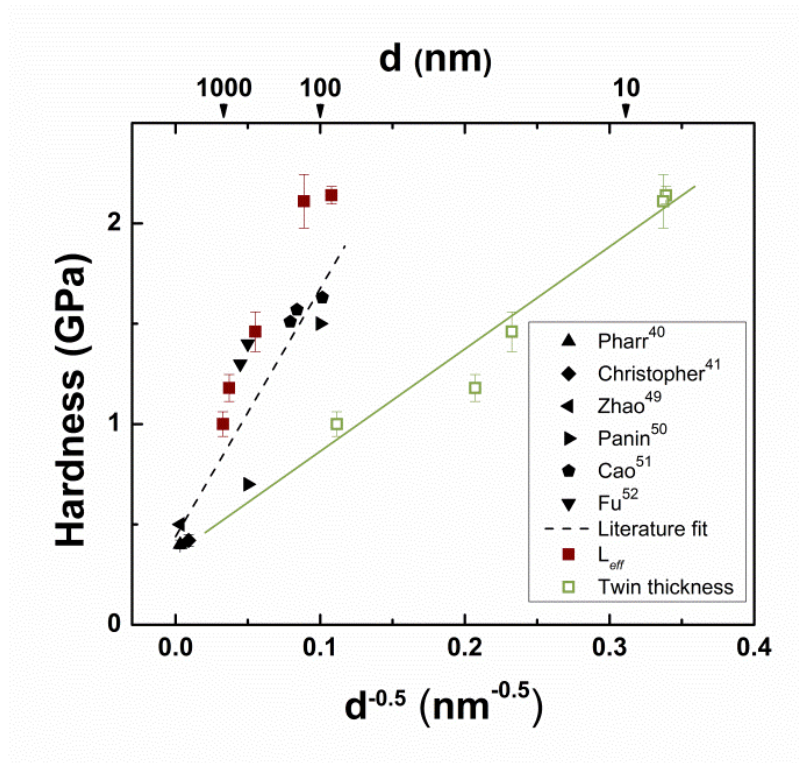 d (nm)
1000 100 10
Hardness (GPa)
2
1
0
Pharr⁴⁰
Christopher⁴¹
Zhao⁴⁹
Panin⁵⁰
Cao⁵¹
Fu⁵²
Literature fit
L_eff
Twin thickness
0.0 0.1 0.2 0.3 0.4
d⁻⁰·⁵ (nm⁻⁰·⁵)